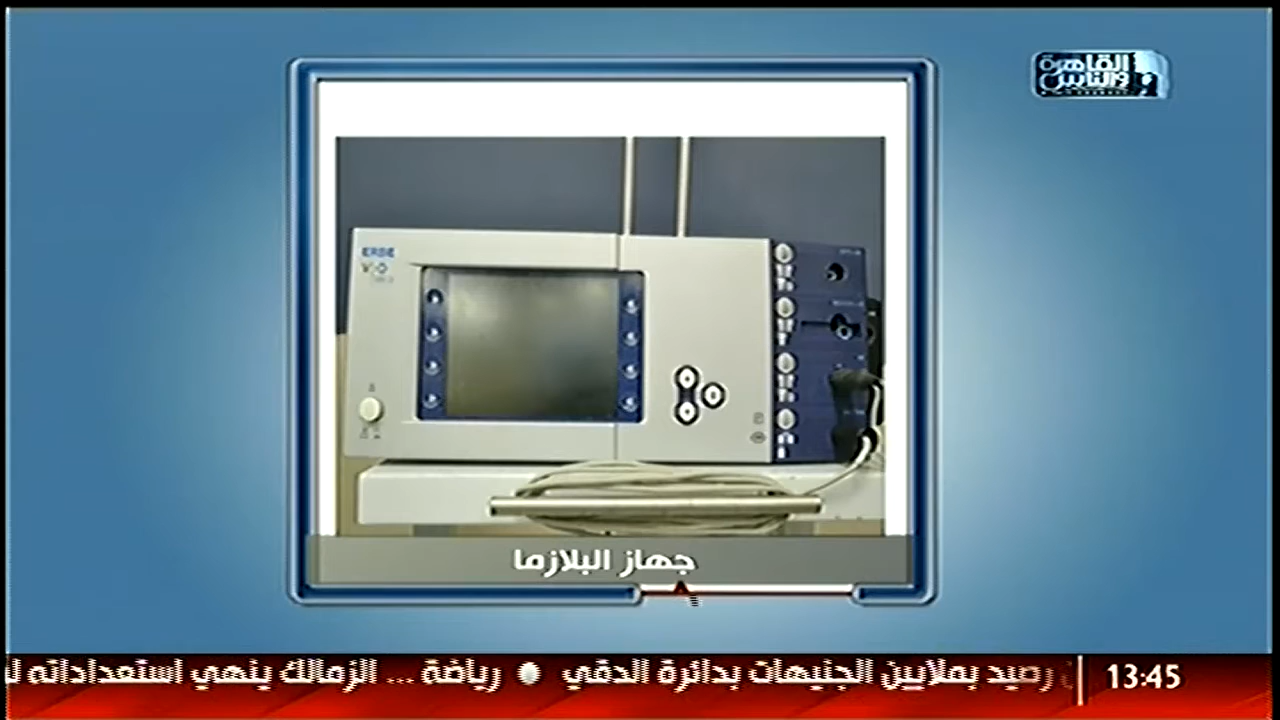 القاهرة
والناس
ERBE
VIO
جهاز البلازما
رصيد بملايين الجنيهات بدائرة الدقي ● رياضة ... الزمالك ينهي استعداداته
13:45